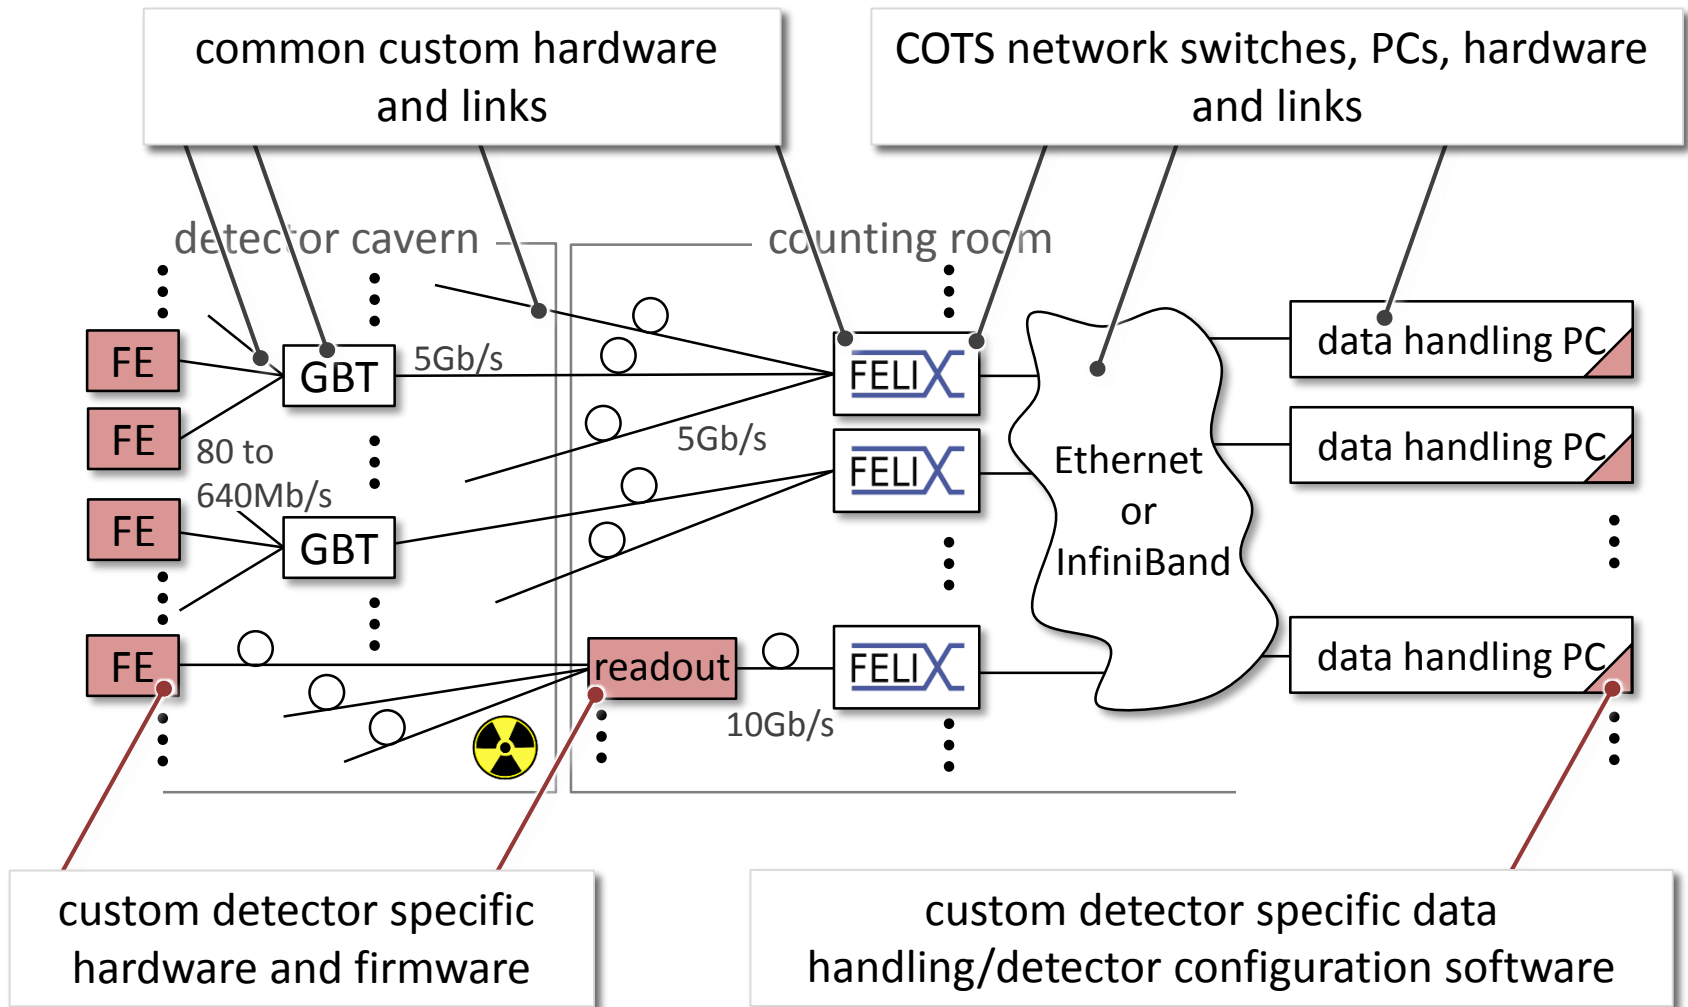 common custom hardware
and links
COTS network switches, PCs, hardware
and links
detector cavern
counting room
FE
GBT
5Gb/s
FELIX
data handling PC
FE
80 to
640Mb/s
5Gb/s
FELIX
Ethernet
or
InfiniBand
data handling PC
FE
GBT
FE
readout
10Gb/s
FELIX
data handling PC
custom detector specific
hardware and firmware
custom detector specific data
handling/detector configuration software